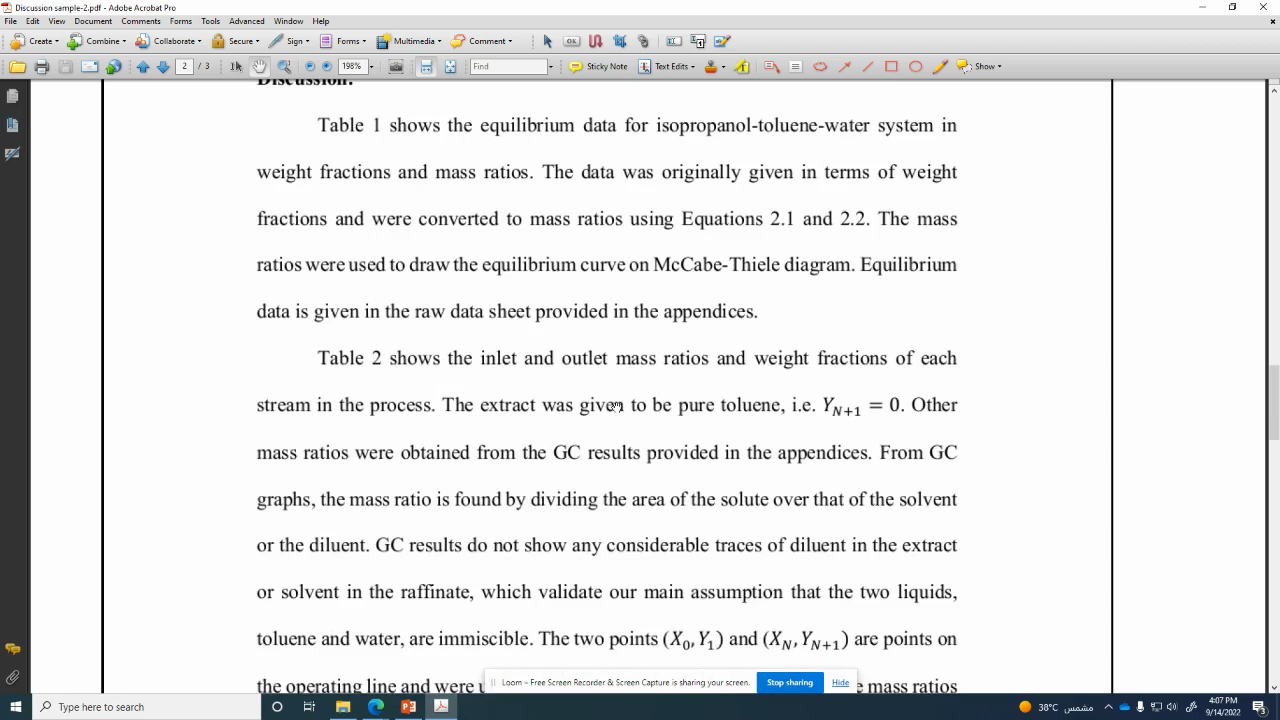 Discussion sample-2.pdf - Adobe Acrobat Pro
File Edit View Document Comments Forms Tools Advanced Window Help
Create Combine Collaborate Secure Sign Forms Multimedia Comment
2 / 3 198% Find Sticky Note Text Edits Show
Discussion:
Table 1 shows the equilibrium data for isopropanol-toluene-water system in
weight fractions and mass ratios. The data was originally given in terms of weight
fractions and were converted to mass ratios using Equations 2.1 and 2.2. The mass
ratios were used to draw the equilibrium curve on McCabe-Thiele diagram. Equilibrium
data is given in the raw data sheet provided in the appendices.
Table 2 shows the inlet and outlet mass ratios and weight fractions of each
stream in the process. The extract was given to be pure toluene, i.e. Y_{N+1} = 0. Other
mass ratios were obtained from the GC results provided in the appendices. From GC
graphs, the mass ratio is found by dividing the area of the solute over that of the solvent
or the diluent. GC results do not show any considerable traces of diluent in the extract
or solvent in the raffinate, which validate our main assumption that the two liquids,
toluene and water, are immiscible. The two points (X_0, Y_1) and (X_N, Y_{N+1}) are points on
the operating line and were mass ratios
Loom – Free Screen Recorder & Screen Capture is sharing your screen. Stop sharing Hide
Type here to search 38°C مشمس 4:07 PM
9/14/2022